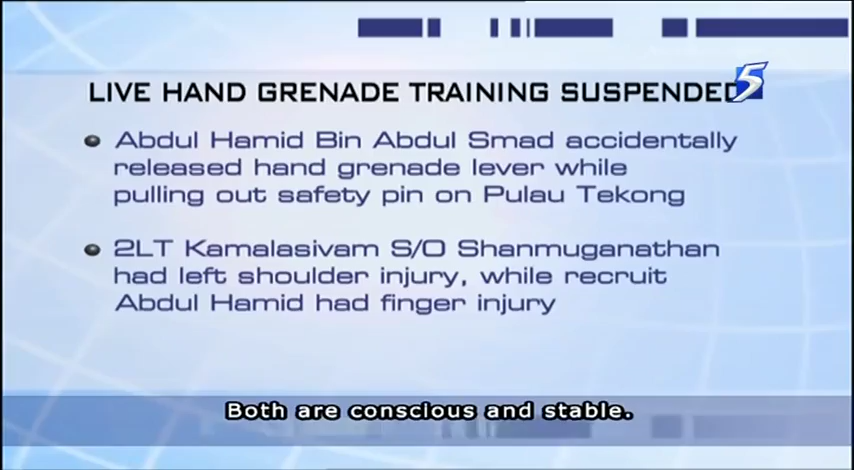 LIVE HAND GRENADE TRAINING SUSPENDED
5
Abdul Hamid Bin Abdul Smad accidentally
released hand grenade lever while
pulling out safety pin on Pulau Tekong
2LT Kamalasivam S/O Shanmuganathan
had left shoulder injury, while recruit
Abdul Hamid had finger injury
Both are conscious and stable.